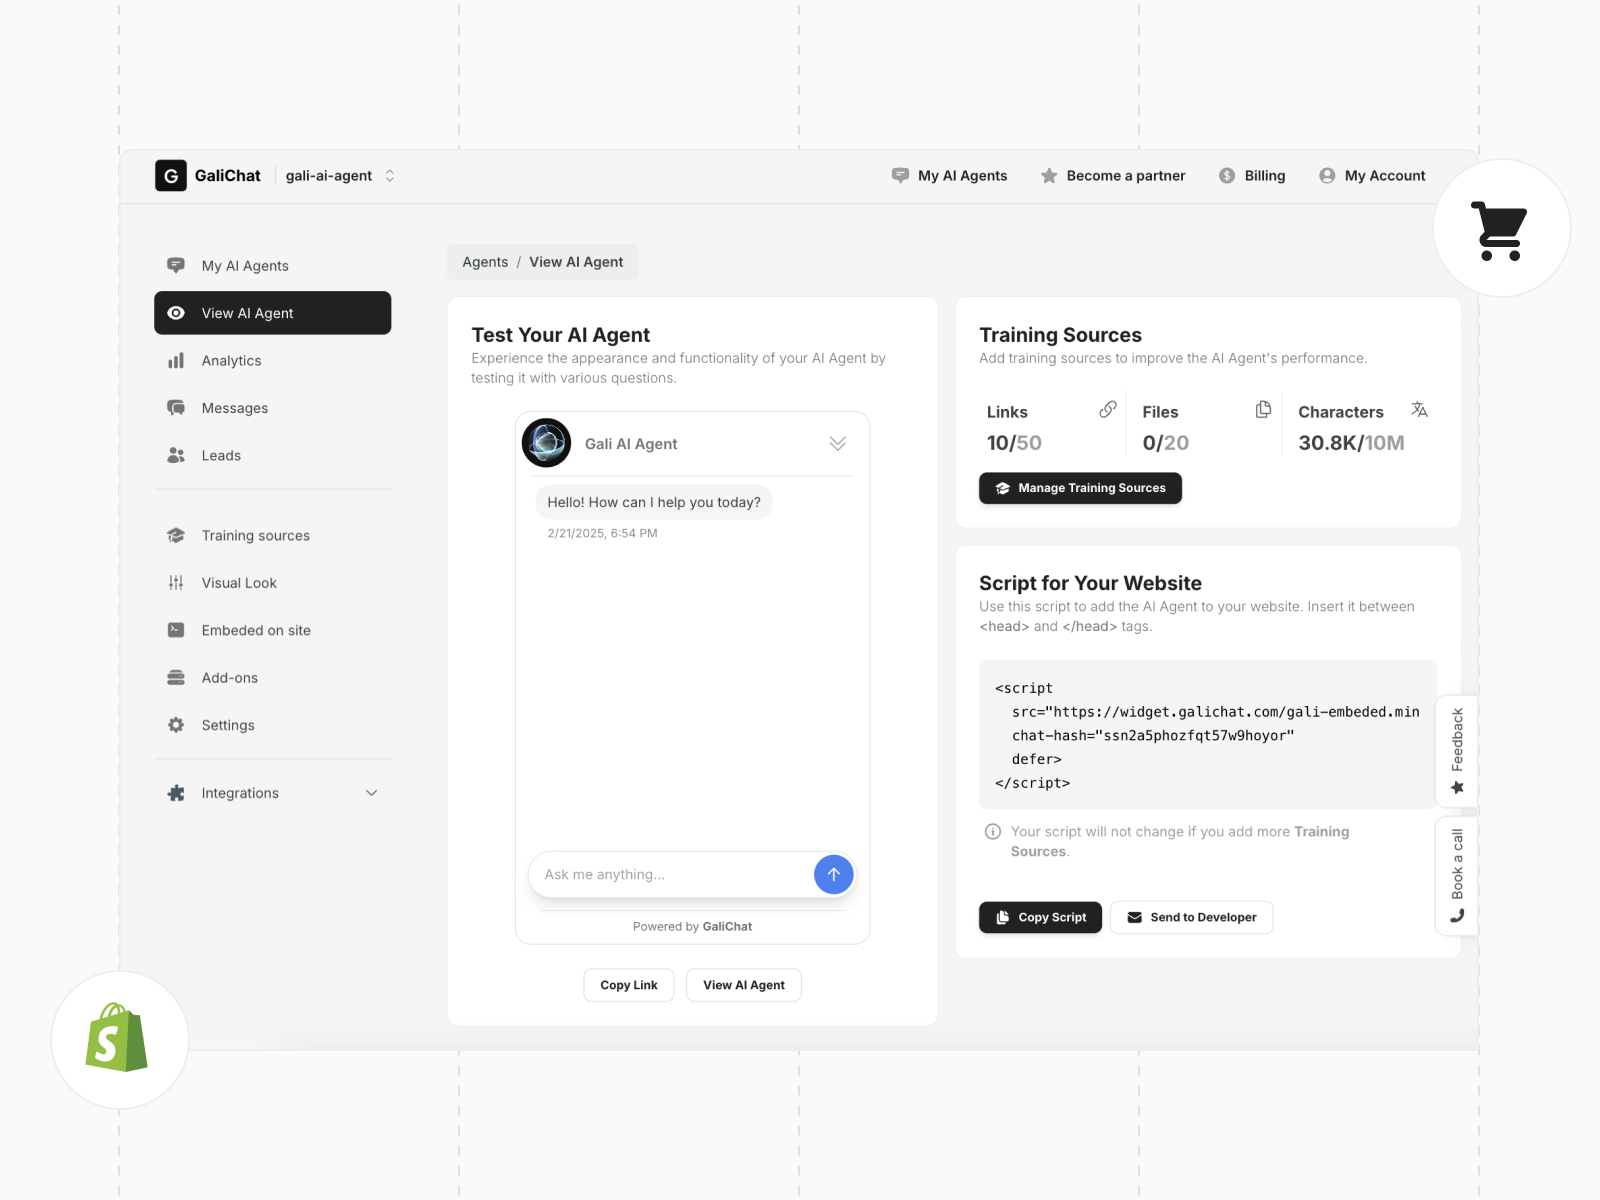 G GaliChat gali-ai-agent
My AI Agents Become a partner Billing My Account
My AI Agents
View AI Agent
Analytics
Messages
Leads
Training sources
Visual Look
Embeded on site
Add-ons
Settings
Integrations
Agents / View AI Agent
Test Your AI Agent
Experience the appearance and functionality of your AI Agent by
testing it with various questions.
Gali AI Agent
Hello! How can I help you today?
2/21/2025, 6:54 PM
Ask me anything...
Powered by GaliChat
Copy Link View AI Agent
Training Sources
Add training sources to improve the AI Agent's performance.
Links Files Characters
10/50 0/20 30.8K/10M
Manage Training Sources
Script for Your Website
Use this script to add the AI Agent to your website. Insert it between
<head> and </head> tags.
<script
src="https://widget.galichat.com/gali-embeded.min
chat-hash="ssn2a5phozfqt57w9hoyor"
defer>
</script>
Your script will not change if you add more Training
Sources.
Copy Script Send to Developer
Feedback
Book a call
S